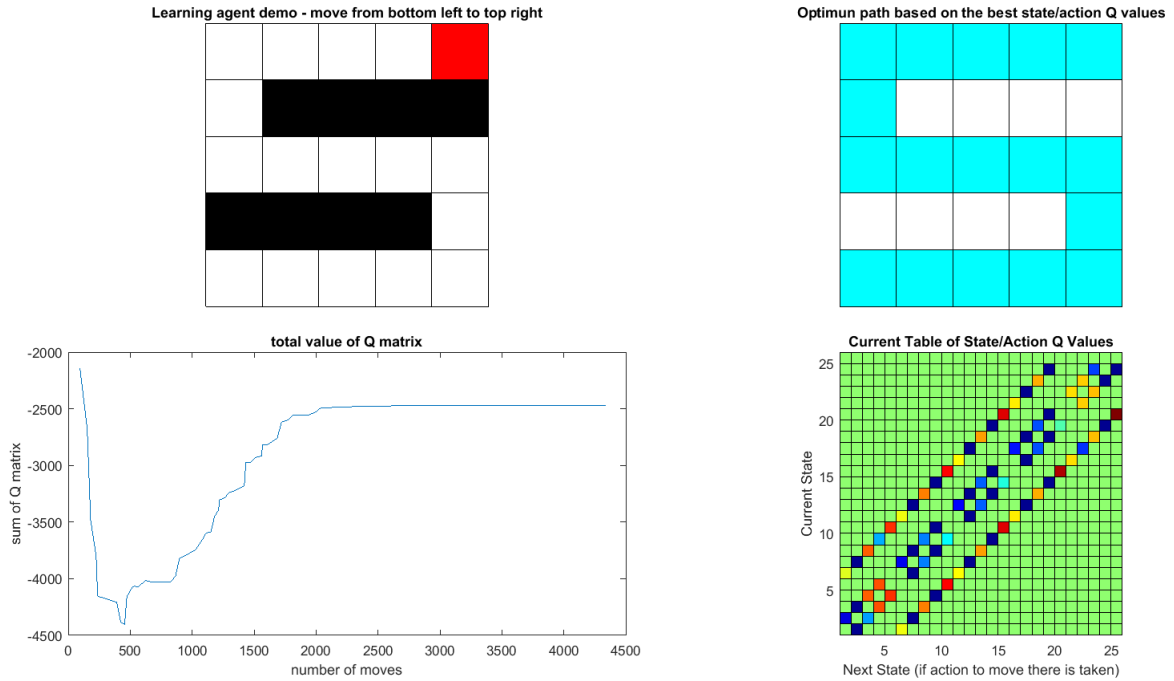 Learning agent demo - move from bottom left to top right
Optimun path based on the best state/action Q values
total value of Q matrix
-2000
-2500
-3000
-3500
-4000
-4500
sum of Q matrix
0 500 1000 1500 2000 2500 3000 3500 4000 4500
number of moves
Current Table of State/Action Q Values
25
20
15
10
5
Current State
5 10 15 20 25
Next State (if action to move there is taken)